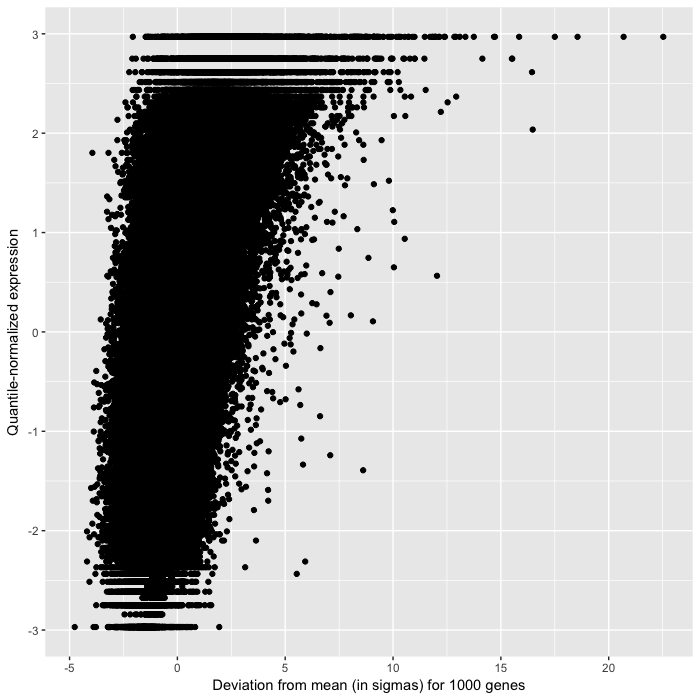 3
2
1
0
-1
-2
-3
Quantile-normalized expression
-5 0 5 10 15 20
Deviation from mean (in sigmas) for 1000 genes